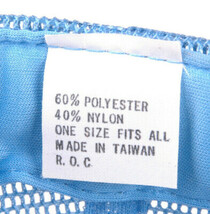 60% POLYESTER
40% NYLON
ONE SIZE FITS ALL
MADE IN TAIWAN
R.O.C.